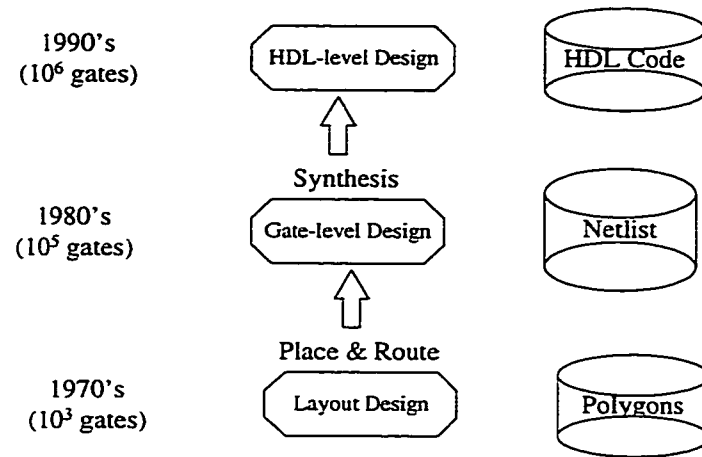 1990's
(10⁶ gates)
HDL-level Design
HDL Code
Synthesis
1980's
(10⁵ gates)
Gate-level Design
Netlist
Place & Route
1970's
(10³ gates)
Layout Design
Polygons